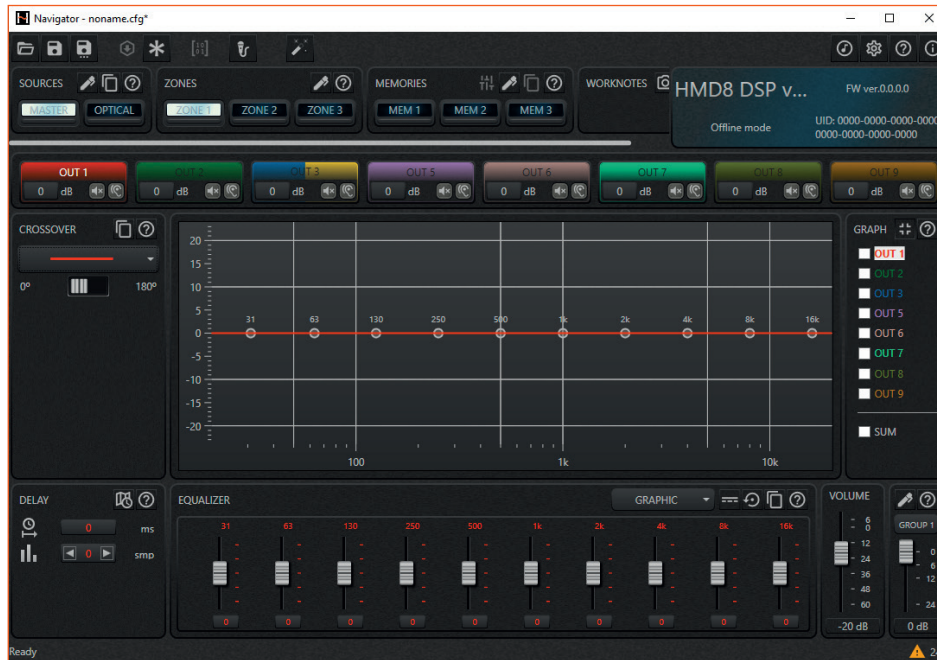 Navigator - noname.cfg*
SOURCES
MASTER OPTICAL
ZONES
ZONE 1 ZONE 2 ZONE 3
MEMORIES
MEM 1 MEM 2 MEM 3
WORKNOTES
HMD8 DSP v...
FW ver.0.0.0.0
Offline mode
UID: 0000-0000-0000-0000
0000-0000-0000-0000
OUT 1 OUT 2 OUT 3 OUT 5 OUT 6 OUT 7 OUT 8 OUT 9
0 dB 0 dB 0 dB 0 dB 0 dB 0 dB 0 dB 0 dB
CROSSOVER
0º 180º
20
15
10
5
0
-5
-10
-15
-20
31 63 130 250 500 1k 2k 4k 8k 16k
100 1k 10k
GRAPH
OUT 1
OUT 2
OUT 3
OUT 5
OUT 6
OUT 7
OUT 8
OUT 9
SUM
DELAY
0 ms
0 smp
EQUALIZER
GRAPHIC
31 63 130 250 500 1k 2k 4k 8k 16k
0 0 0 0 0 0 0 0 0 0
VOLUME
6
0
12
24
36
48
60
-20 dB
GROUP 1
0
6
12
24
0 dB
Ready